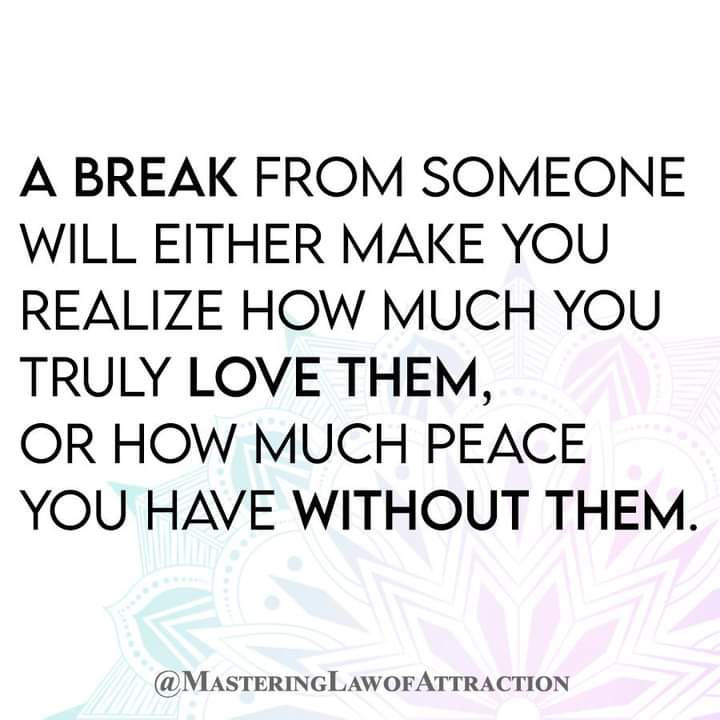 A BREAK FROM SOMEONE
WILL EITHER MAKE YOU
REALIZE HOW MUCH YOU
TRULY LOVE THEM,
OR HOW MUCH PEACE
YOU HAVE WITHOUT THEM.
@MASTERINGLAWOFATTRACTION